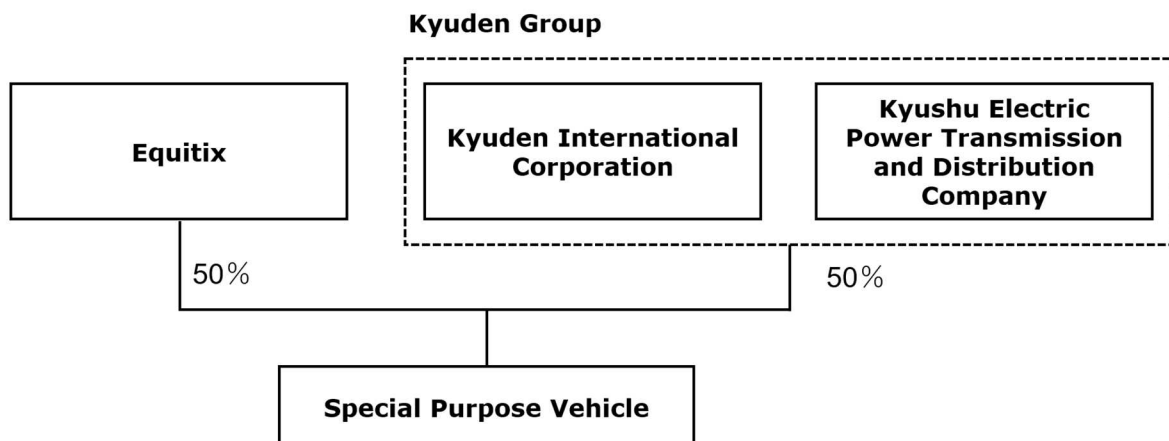 Kyuden Group
Equitix
Kyuden International
Corporation
Kyushu Electric
Power Transmission
and Distribution
Company
50%
50%
Special Purpose Vehicle